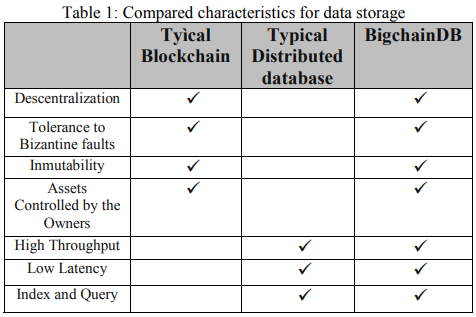 Table 1: Compared characteristics for data storage
Tyìcal Blockchain Typical Distributed database BigchainDB
Descentralization ✓ ✓
Tolerance to Bizantine faults ✓ ✓
Inmutability ✓ ✓
Assets Controlled by the Owners ✓ ✓
High Throughput ✓ ✓
Low Latency ✓ ✓
Index and Query ✓ ✓